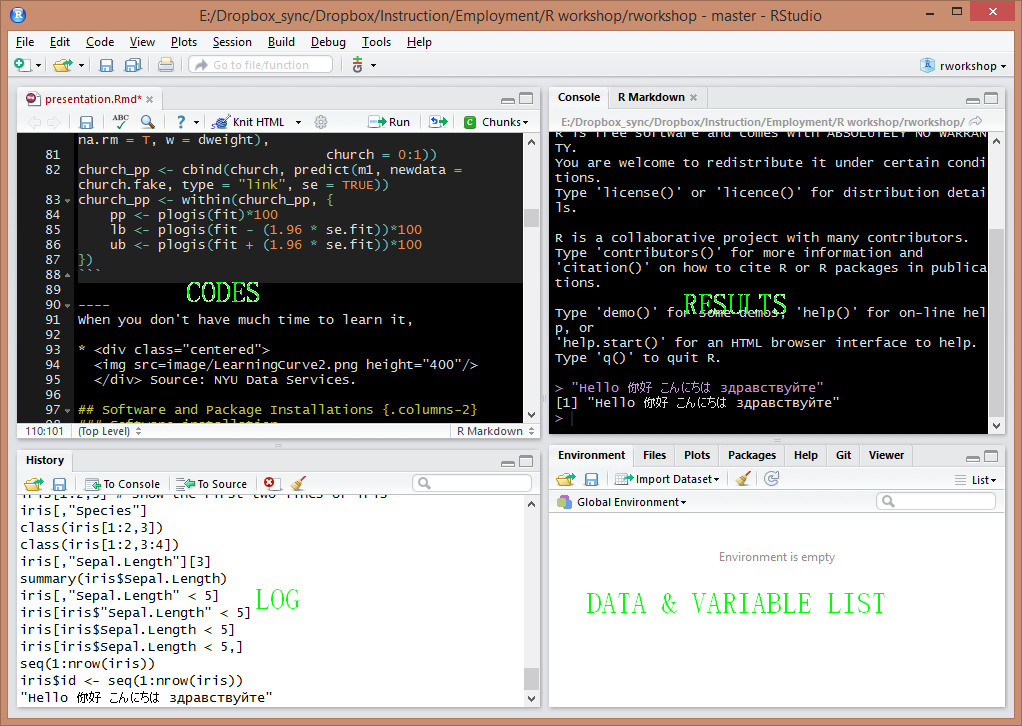 E:/Dropbox_sync/Dropbox/Instruction/Employment/R workshop/rworkshop - master - RStudio
File Edit Code View Plots Session Build Debug Tools Help
Go to file/function
rworkshop
presentation.Rmd*
ABC
Knit HTML
Run
Chunks
na.rm = T, w = dweight),
81 church = 0:1))
82 church_pp <- cbind(church, predict(m1, newdata =
church.fake, type = "link", se = TRUE))
83 church_pp <- within(church_pp, {
84 pp <- plogis(fit)*100
85 lb <- plogis(fit - (1.96 * se.fit))*100
86 ub <- plogis(fit + (1.96 * se.fit))*100
87 })
88 ```
89
CODES
90 ----
91 When you don't have much time to learn it,
92
93 * <div class="centered">
94 <img src=image/LearningCurve2.png height="400"/>
95 </div> Source: NYU Data Services.
96
97 ## Software and Package Installations {.columns-2}
98 ### Software installation
110:101 (Top Level) R Markdown
Console R Markdown
E:/Dropbox_sync/Dropbox/Instruction/Employment/R workshop/rworkshop/
R is free software and comes with ABSOLUTELY NO WARRAN
TY.
You are welcome to redistribute it under certain condi
tions.
Type 'license()' or 'licence()' for distribution detai
ls.
R is a collaborative project with many contributors.
Type 'contributors()' for more information and
'citation()' on how to cite R or R packages in publica
tions.
RESULTS
Type 'demo()' for some demos, 'help()' for on-line hel
p, or
'help.start()' for an HTML browser interface to help.
Type 'q()' to quit R.
> "Hello 你好 こんにちは здравствуйте"
[1] "Hello 你好 こんにちは здравствуйте"
>
History
To Console To Source
iris[1:2,3] # show the first two lines of iris
iris[,"Species"]
class(iris[1:2,3])
class(iris[1:2,3:4])
iris[,"Sepal.Length"][3]
summary(iris$Sepal.Length)
iris[,"Sepal.Length" < 5]
LOG
iris[iris$"Sepal.Length" < 5]
iris[iris$Sepal.Length < 5]
iris[iris$Sepal.Length < 5,]
seq(1:nrow(iris))
iris$id <- seq(1:nrow(iris))
"Hello 你好 こんにちは здравствуйте"
Environment Files Plots Packages Help Git Viewer
Import Dataset List
Global Environment
Environment is empty
DATA & VARIABLE LIST